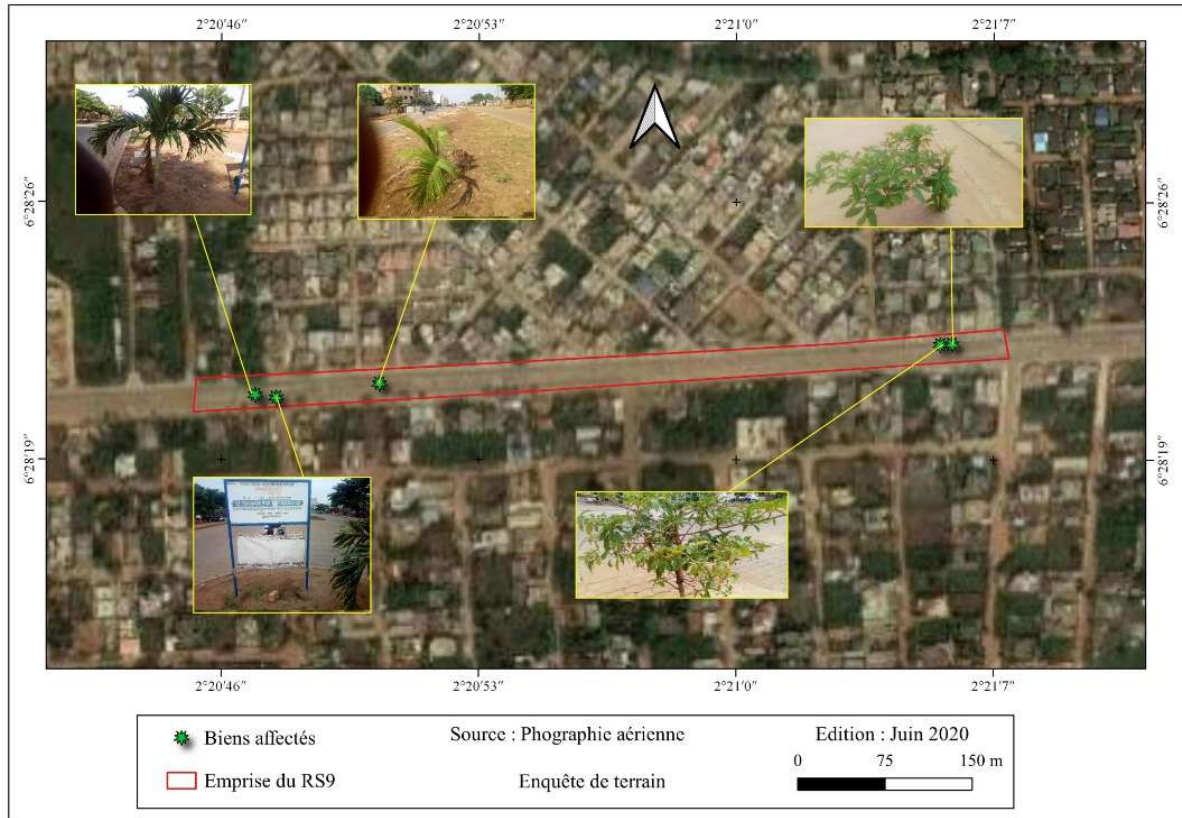 2°20'46" 2°20'53" 2°21'0" 2°21'7"
6°28'26" 6°28'26"
6°28'19" 6°28'19"
2°20'46" 2°20'53" 2°21'0" 2°21'7"
Biens affectés
Emprise du RS9
Source : Phographie aérienne
Enquête de terrain
Edition : Juin 2020
0 75 150 m